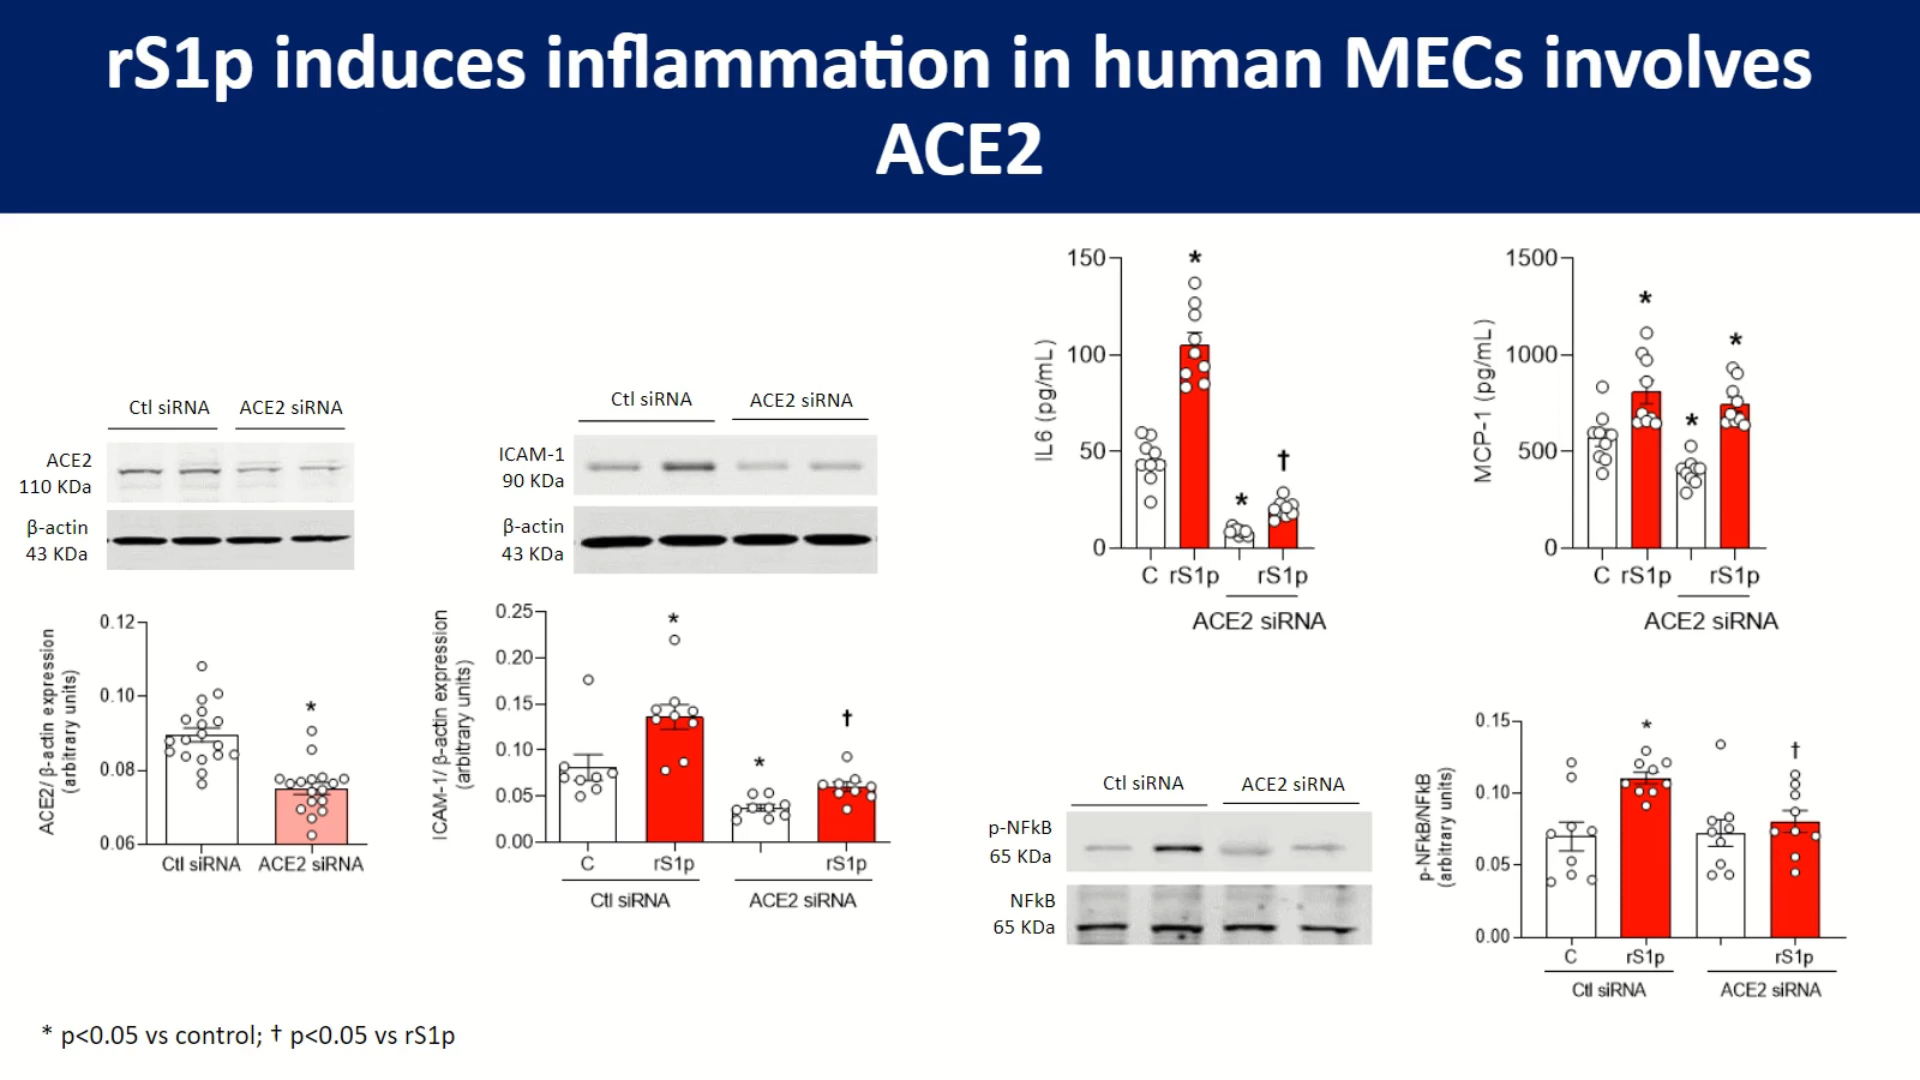 rS1p induces inflammation in human MECs involves
ACE2
Ctl siRNA ACE2 siRNA
ACE2
110 KDa
β-actin
43 KDa
0.12
0.10
0.08
0.06
ACE2/ β-actin expression
(arbitrary units)
*
Ctl siRNA ACE2 siRNA
Ctl siRNA ACE2 siRNA
ICAM-1
90 KDa
β-actin
43 KDa
0.25
0.20
0.15
0.10
0.05
0.00
ICAM-1/ β-actin expression
(arbitrary units)
* * †
C rS1p rS1p
Ctl siRNA ACE2 siRNA
150
100
50
0
IL6 (pg/mL)
* * †
C rS1p rS1p
ACE2 siRNA
1500
1000
500
0
MCP-1 (pg/mL)
* * *
C rS1p rS1p
ACE2 siRNA
Ctl siRNA ACE2 siRNA
p-NFkB
65 KDa
NFkB
65 KDa
0.15
0.10
0.05
0.00
p-NFkB/NFkB
(arbitrary units)
* †
C rS1p rS1p
Ctl siRNA ACE2 siRNA
* p<0.05 vs control; † p<0.05 vs rS1p